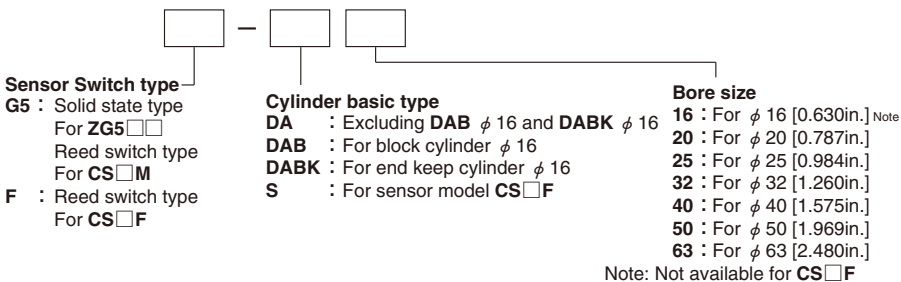 □ – □ □
Sensor Switch type
G5 : Solid state type
For ZG5□□
Reed switch type
For CS□M
F : Reed switch type
For CS□F
Cylinder basic type
DA : Excluding DAB φ 16 and DABK φ 16
DAB : For block cylinder φ 16
DABK : For end keep cylinder φ 16
S : For sensor model CS□F
Bore size
16 : For φ 16 [0.630in.] Note
20 : For φ 20 [0.787in.]
25 : For φ 25 [0.984in.]
32 : For φ 32 [1.260in.]
40 : For φ 40 [1.575in.]
50 : For φ 50 [1.969in.]
63 : For φ 63 [2.480in.]
Note: Not available for CS□F